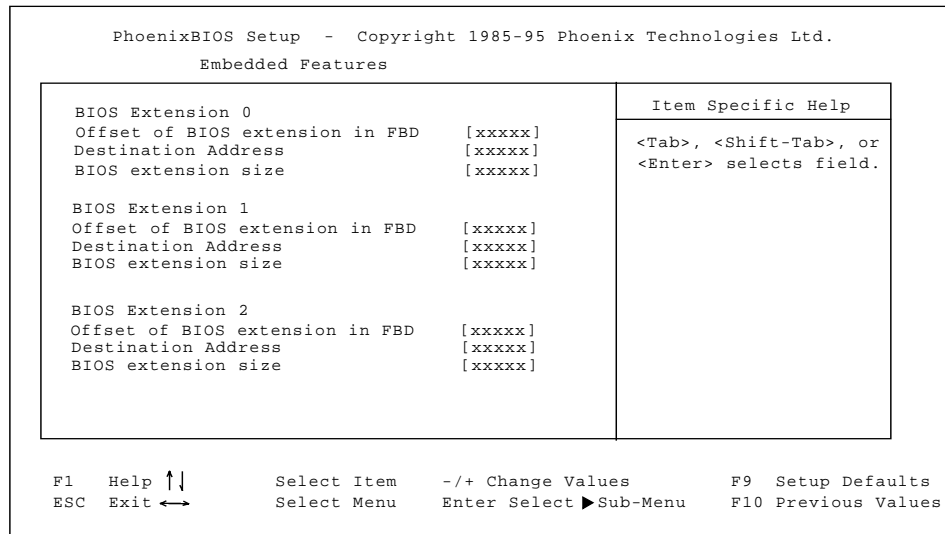 PhoenixBIOS Setup - Copyright 1985-95 Phoenix Technologies Ltd.
Embedded Features
BIOS Extension 0
Offset of BIOS extension in FBD [xxxxx]
Destination Address [xxxxx]
BIOS extension size [xxxxx]
BIOS Extension 1
Offset of BIOS extension in FBD [xxxxx]
Destination Address [xxxxx]
BIOS extension size [xxxxx]
BIOS Extension 2
Offset of BIOS extension in FBD [xxxxx]
Destination Address [xxxxx]
BIOS extension size [xxxxx]
Item Specific Help
<Tab>, <Shift-Tab>, or
<Enter> selects field.
F1 Help ↑↓ Select Item -/+ Change Values F9 Setup Defaults
ESC Exit ↔ Select Menu Enter Select ▶Sub-Menu F10 Previous Values